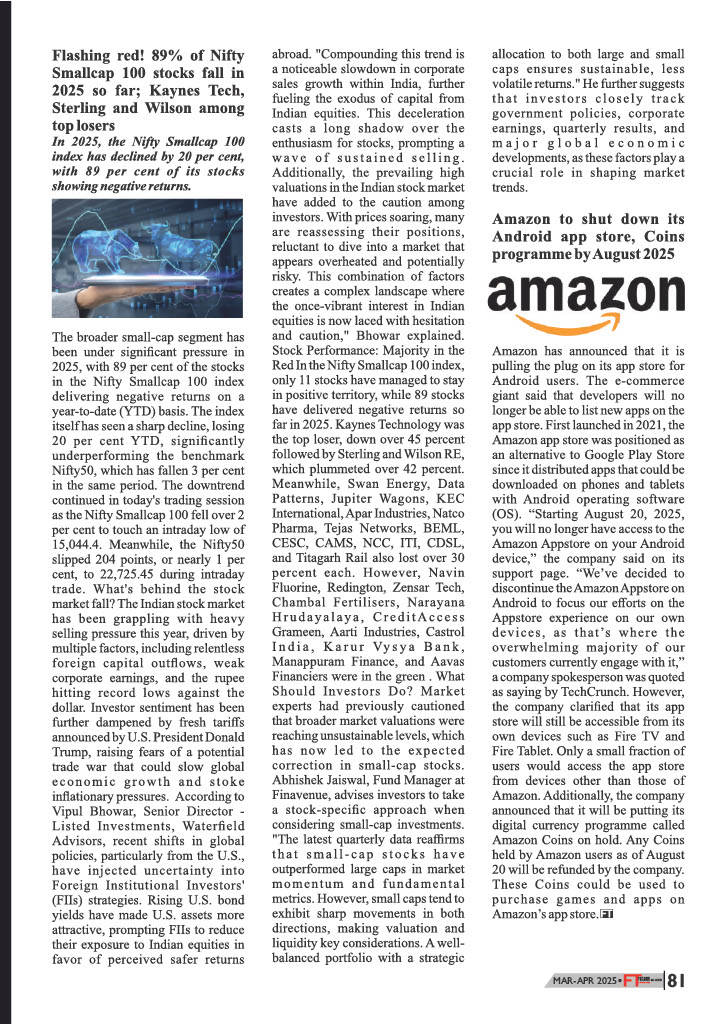 Flashing red! 89% of Nifty
Smallcap 100 stocks fall in
2025 so far; Kaynes Tech,
Sterling and Wilson among
top losers
In 2025, the Nifty Smallcap 100
index has declined by 20 per cent,
with 89 per cent of its stocks
showing negative returns.
The broader small-cap segment has
been under significant pressure in
2025, with 89 per cent of the stocks
in the Nifty Smallcap 100 index
delivering negative returns on a
year-to-date (YTD) basis. The index
itself has seen a sharp decline, losing
20 per cent YTD, significantly
underperforming the benchmark
Nifty50, which has fallen 3 per cent
in the same period. The downtrend
continued in today's trading session
as the Nifty Smallcap 100 fell over 2
per cent to touch an intraday low of
15,044.4. Meanwhile, the Nifty50
slipped 204 points, or nearly 1 per
cent, to 22,725.45 during intraday
trade. What's behind the stock
market fall? The Indian stock market
has been grappling with heavy
selling pressure this year, driven by
multiple factors, including relentless
foreign capital outflows, weak
corporate earnings, and the rupee
hitting record lows against the
dollar. Investor sentiment has been
further dampened by fresh tariffs
announced by U.S. President Donald
Trump, raising fears of a potential
trade war that could slow global
economic growth and stoke
inflationary pressures. According to
Vipul Bhowar, Senior Director -
Listed Investments, Waterfield
Advisors, recent shifts in global
policies, particularly from the U.S.,
have injected uncertainty into
Foreign Institutional Investors'
(FIIs) strategies. Rising U.S. bond
yields have made U.S. assets more
attractive, prompting FIIs to reduce
their exposure to Indian equities in
favor of perceived safer returns
abroad. "Compounding this trend is
a noticeable slowdown in corporate
sales growth within India, further
fueling the exodus of capital from
Indian equities. This deceleration
casts a long shadow over the
enthusiasm for stocks, prompting a
wave of sustained selling.
Additionally, the prevailing high
valuations in the Indian stock market
have added to the caution among
investors. With prices soaring, many
are reassessing their positions,
reluctant to dive into a market that
appears overheated and potentially
risky. This combination of factors
creates a complex landscape where
the once-vibrant interest in Indian
equities is now laced with hesitation
and caution," Bhowar explained.
Stock Performance: Majority in the
Red In the Nifty Smallcap 100 index,
only 11 stocks have managed to stay
in positive territory, while 89 stocks
have delivered negative returns so
far in 2025. Kaynes Technology was
the top loser, down over 45 percent
followed by Sterling and Wilson RE,
which plummeted over 42 percent.
Meanwhile, Swan Energy, Data
Patterns, Jupiter Wagons, KEC
International, Apar Industries, Natco
Pharma, Tejas Networks, BEML,
CESC, CAMS, NCC, ITI, CDSL,
and Titagarh Rail also lost over 30
percent each. However, Navin
Fluorine, Redington, Zensar Tech,
Chambal Fertilisers, Narayana
Hrudayalaya, CreditAccess
Grameen, Aarti Industries, Castrol
India, Karur Vysya Bank,
Manappuram Finance, and Aavas
Financiers were in the green . What
Should Investors Do? Market
experts had previously cautioned
that broader market valuations were
reaching unsustainable levels, which
has now led to the expected
correction in small-cap stocks.
Abhishek Jaiswal, Fund Manager at
Finavenue, advises investors to take
a stock-specific approach when
considering small-cap investments.
"The latest quarterly data reaffirms
that small-cap stocks have
outperformed large caps in market
momentum and fundamental
metrics. However, small caps tend to
exhibit sharp movements in both
directions, making valuation and
liquidity key considerations. A well-
balanced portfolio with a strategic
allocation to both large and small
caps ensures sustainable, less
volatile returns." He further suggests
that investors closely track
government policies, corporate
earnings, quarterly results, and
major global economic
developments, as these factors play a
crucial role in shaping market
trends.
Amazon to shut down its
Android app store, Coins
programme by August 2025
amazon
Amazon has announced that it is
pulling the plug on its app store for
Android users. The e-commerce
giant said that developers will no
longer be able to list new apps on the
app store. First launched in 2021, the
Amazon app store was positioned as
an alternative to Google Play Store
since it distributed apps that could be
downloaded on phones and tablets
with Android operating software
(OS). “Starting August 20, 2025,
you will no longer have access to the
Amazon Appstore on your Android
device,” the company said on its
support page. “We’ve decided to
discontinue the Amazon Appstore on
Android to focus our efforts on the
Appstore experience on our own
devices, as that’s where the
overwhelming majority of our
customers currently engage with it,”
a company spokesperson was quoted
as saying by TechCrunch. However,
the company clarified that its app
store will still be accessible from its
own devices such as Fire TV and
Fire Tablet. Only a small fraction of
users would access the app store
from devices other than those of
Amazon. Additionally, the company
announced that it will be putting its
digital currency programme called
Amazon Coins on hold. Any Coins
held by Amazon users as of August
20 will be refunded by the company.
These Coins could be used to
purchase games and apps on
Amazon’s app store. FT
MAR-APR 2025 • FT 81